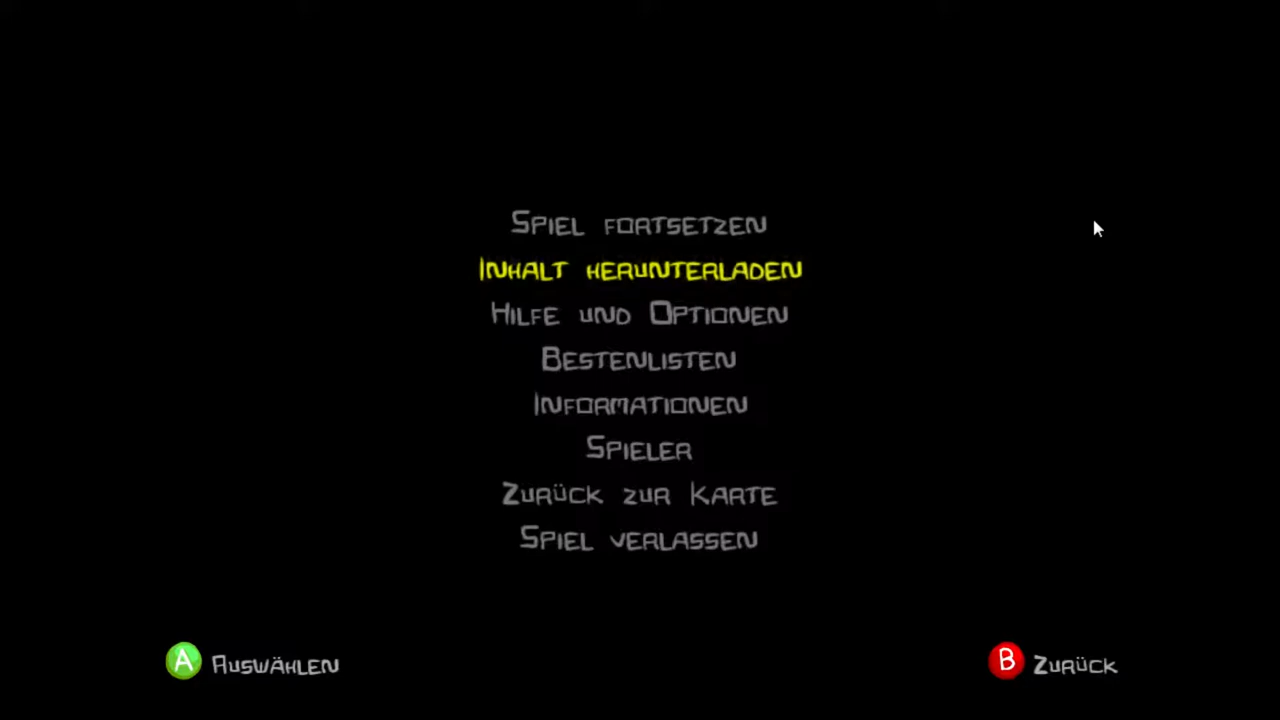 Spiel fortsetzen
Inhalt herunterladen
Hilfe und Optionen
Bestenlisten
Informationen
Spieler
Zurück zur Karte
Spiel verlassen
A Auswählen
B Zurück